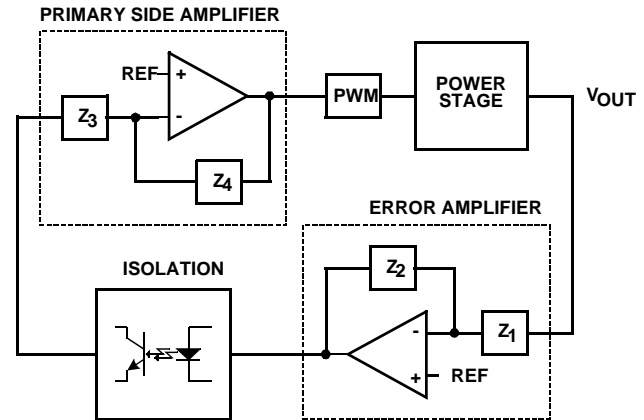 PRIMARY SIDE AMPLIFIER
REF
+
-
Z3
Z4
PWM
POWER
STAGE
VOUT
ERROR AMPLIFIER
ISOLATION
Z2
-
Z1
+
REF